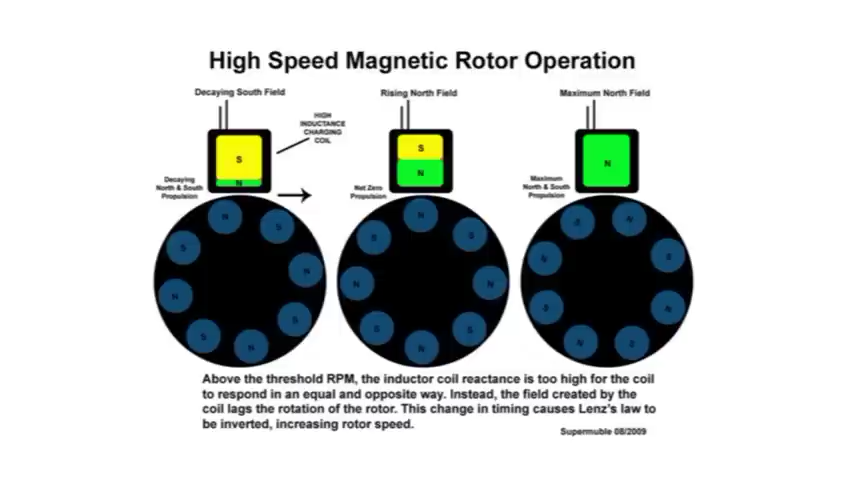 High Speed Magnetic Rotor Operation
Decaying South Field
Rising North Field
Maximum North Field
HIGH
INDUCTANCE
CHARGING
COIL
S
N
S
N
N
Decaying
North & South
Propulsion
Net Zero
Propulsion
Maximum
North & South
Propulsion
N
S
N
S
N
S
N
S
N
S
N
S
N
S
N
S
N
S
N
S
N
S
N
S
N
Above the threshold RPM, the inductor coil reactance is too high for the coil
to respond in an equal and opposite way. Instead, the field created by the
coil lags the rotation of the rotor. This change in timing causes Lenz's law to
be inverted, increasing rotor speed.
Supermuble 08/2009